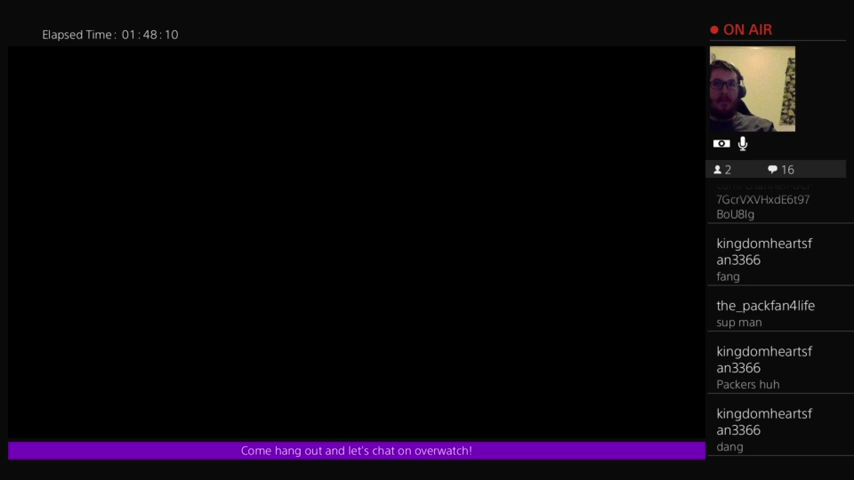 Elapsed Time: 01:48:10
ON AIR
2 16
7GcrVXVHxdE6t97
kingdomheartsf
an3366
fang
the_packfan4life
sup man
kingdomheartsf
an3366
Packers huh
kingdomheartsf
an3366
dang
Come hang out and let's chat on overwatch!